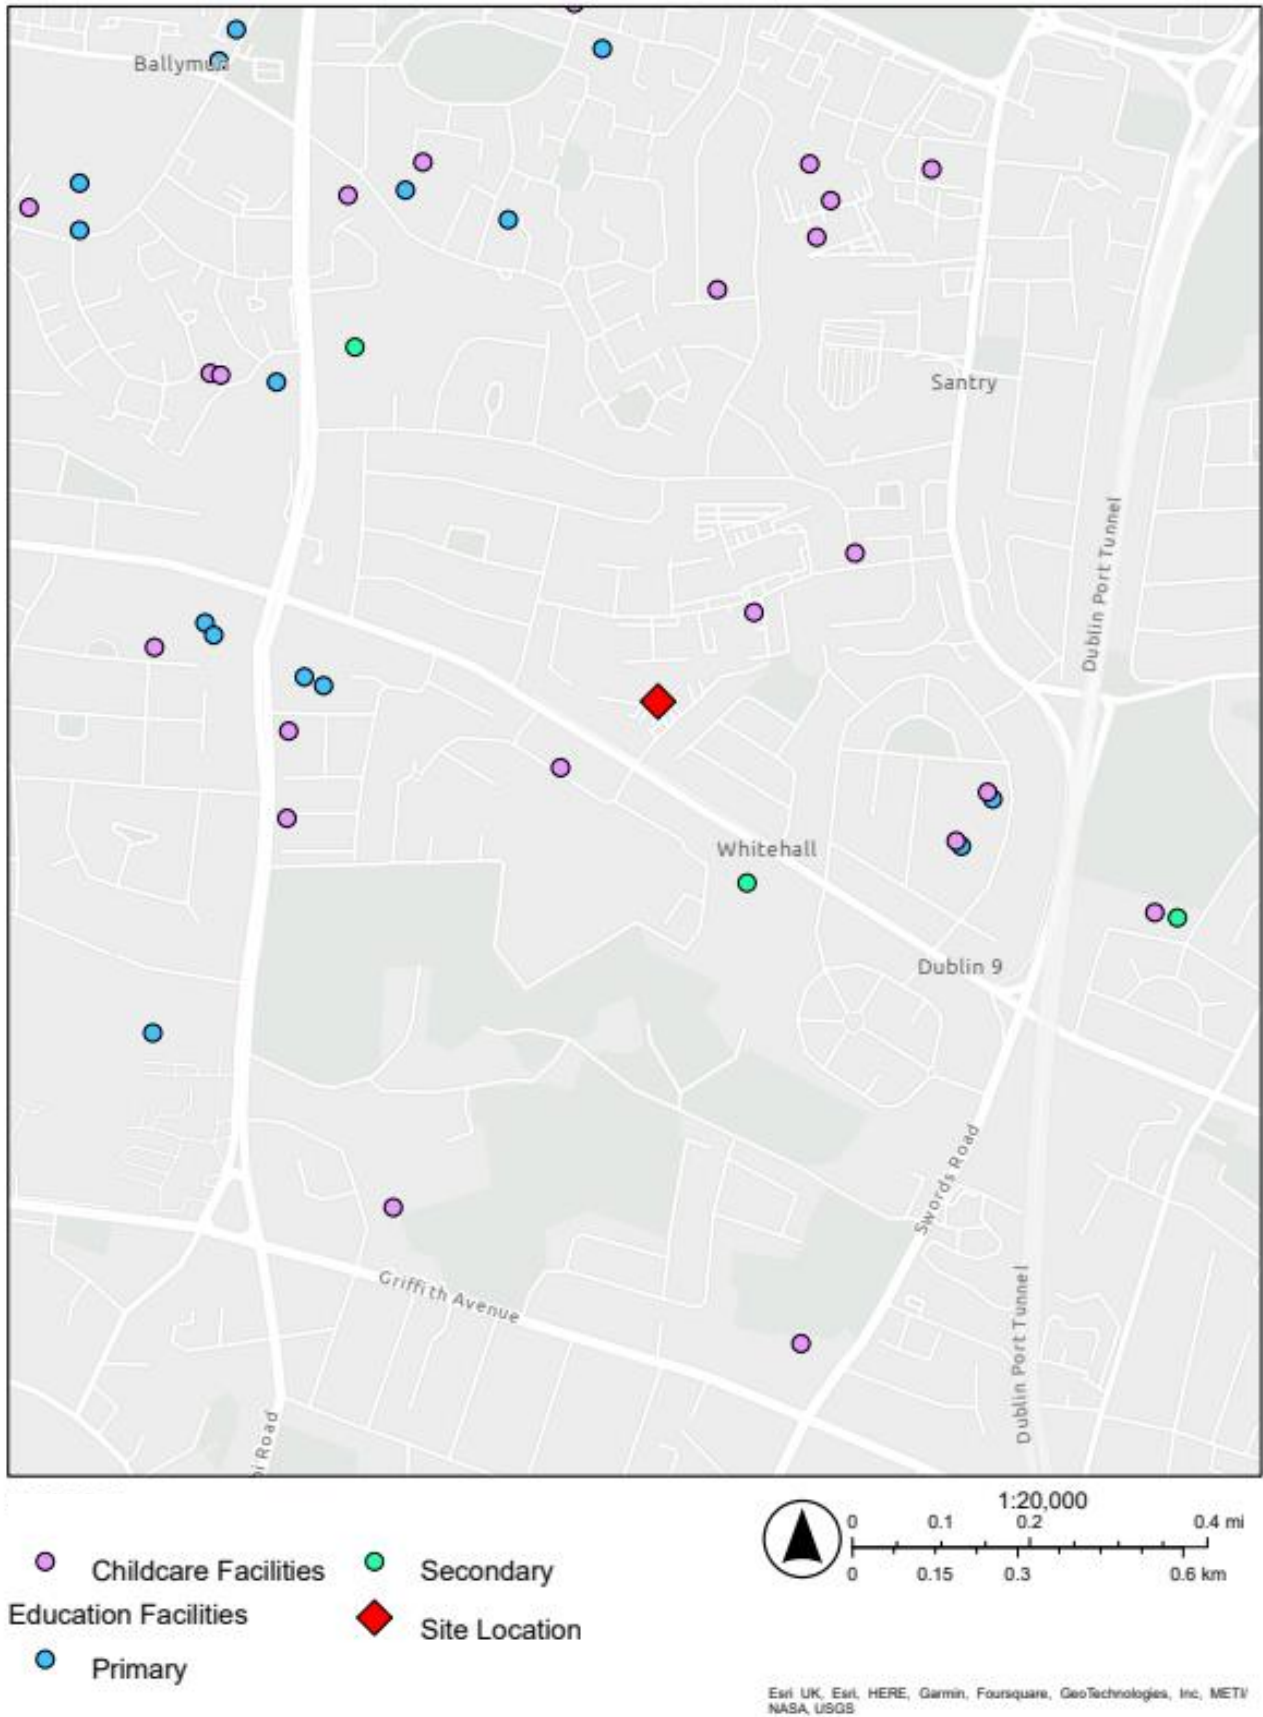 Ballymun
Santry
Dublin Port Tunnel
Whitehall
Dublin 9
Swords Road
Griffith Avenue
Dublin Port Tunnel
Road
1:20,000
0 0.1 0.2 0.4 mi
0 0.15 0.3 0.6 km
Childcare Facilities
Secondary
Education Facilities
Site Location
Primary
Esri UK, Esri, HERE, Garmin, Foursquare, GeoTechnologies, Inc, METI/
NASA, USGS